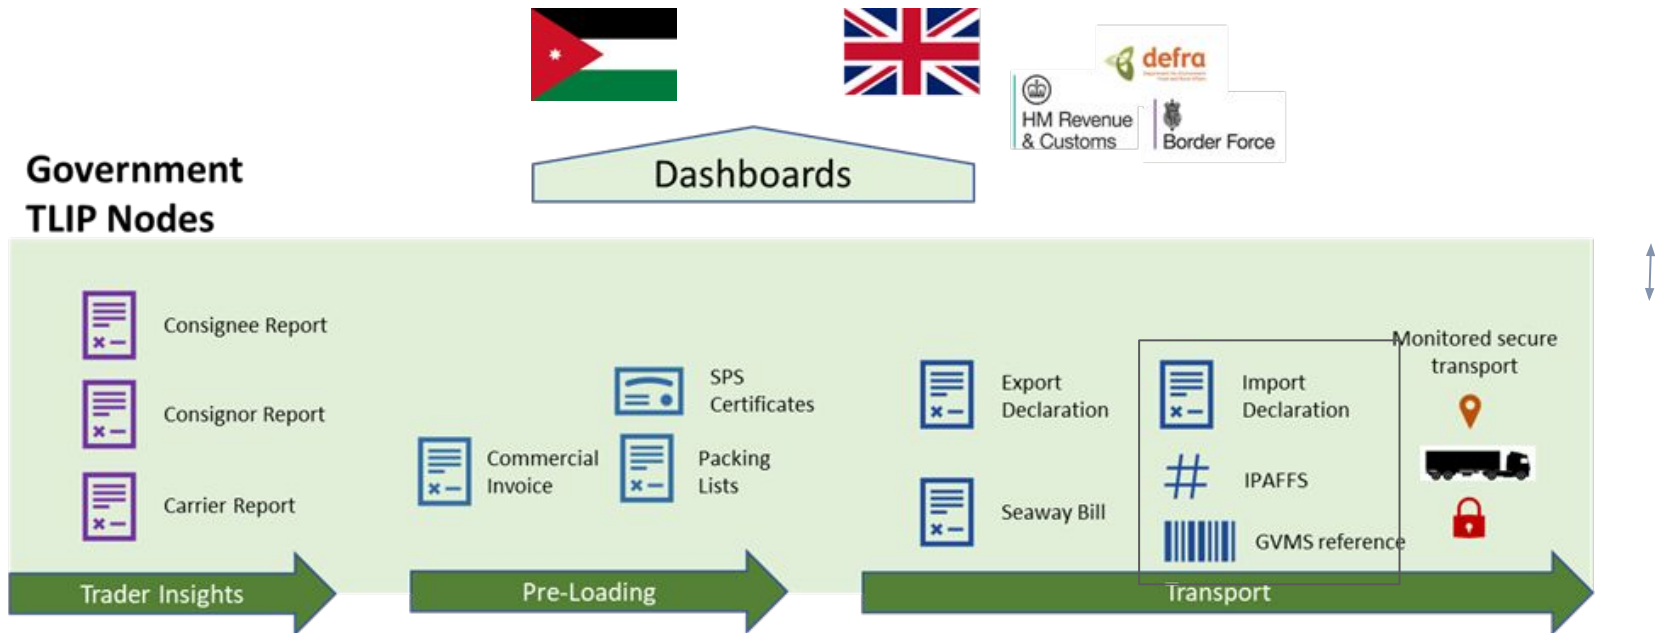 defra
HM Revenue
& Customs
Border Force
Dashboards
Government
TLIP Nodes
Consignee Report
Consignor Report
Carrier Report
SPS
Certificates
Commercial
Invoice
Packing
Lists
Export
Declaration
Seaway Bill
Import
Declaration
IPAFFS
GVMS reference
Monitored secure
transport
Trader Insights
Pre-Loading
Transport